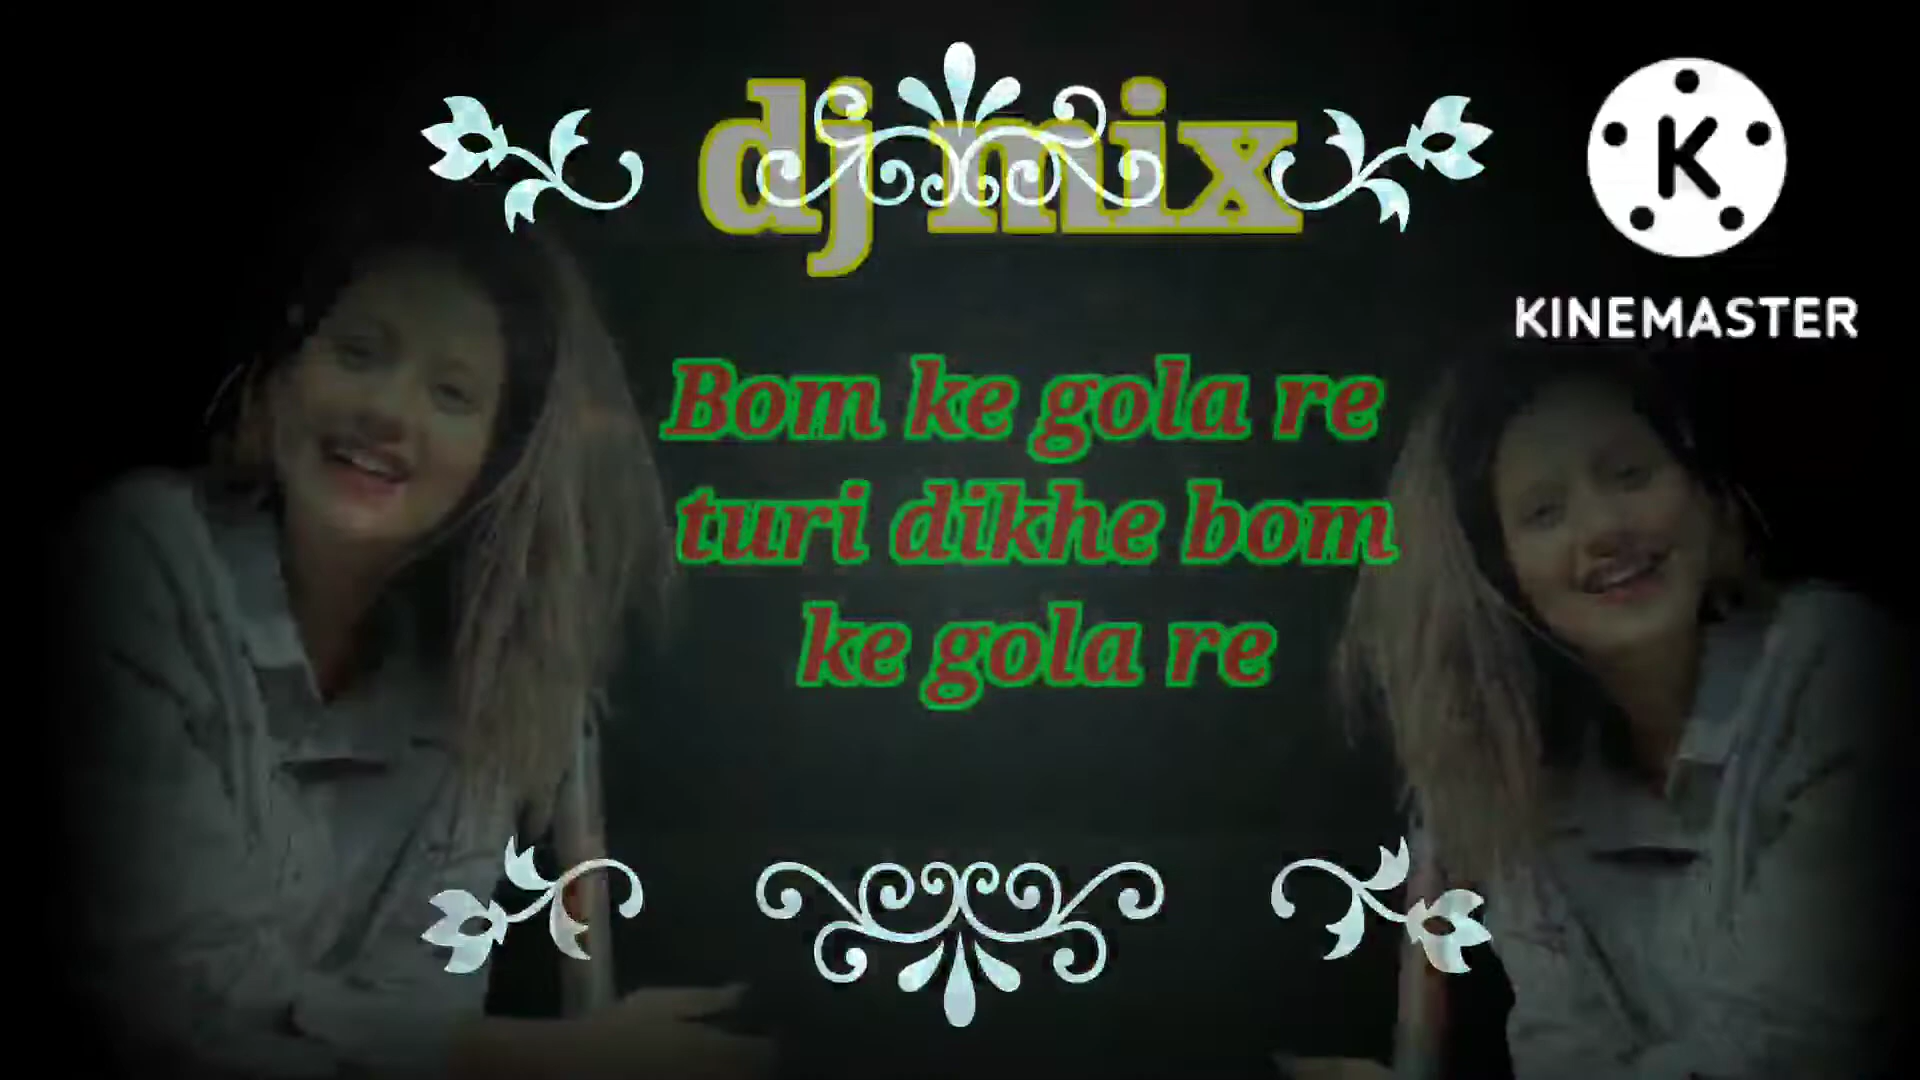 dj mix
K
KINEMASTER
Bom ke gola re
turi dikhe bom
ke gola re